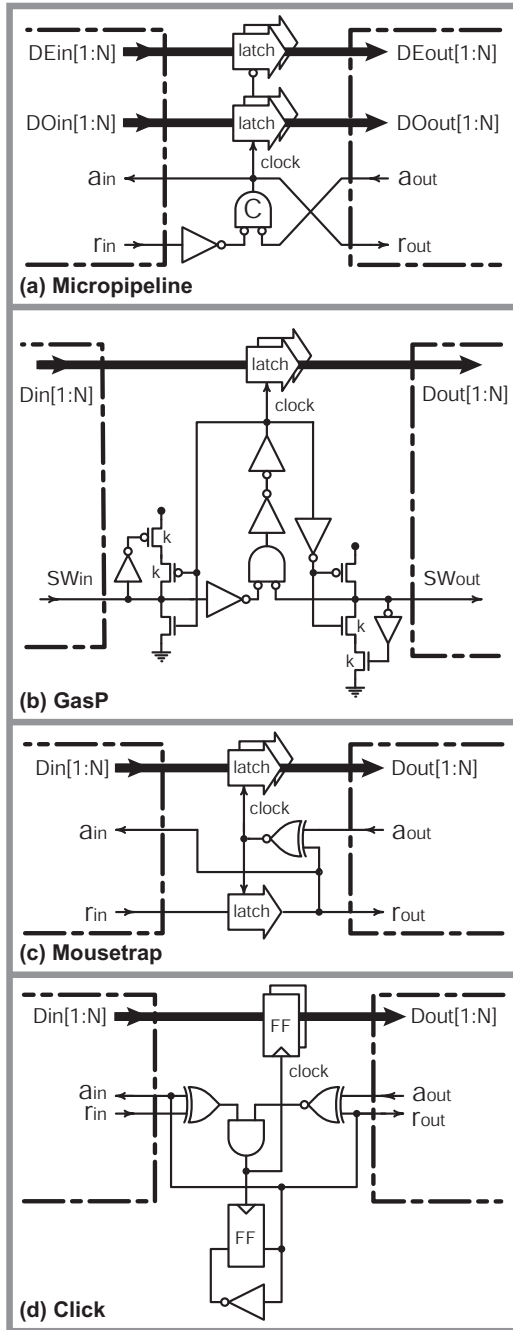 DEin[1:N] latch DEout[1:N]
DOin[1:N] latch DOout[1:N]
clock
ain aout
C
rin rout
(a) Micropipeline
latch
Din[1:N] clock Dout[1:N]
k
SWin k SWout
k
k
(b) GasP
Din[1:N] latch Dout[1:N]
clock
ain aout
rin latch rout
(c) Mousetrap
Din[1:N] FF Dout[1:N]
clock
ain aout
rin rout
FF
(d) Click